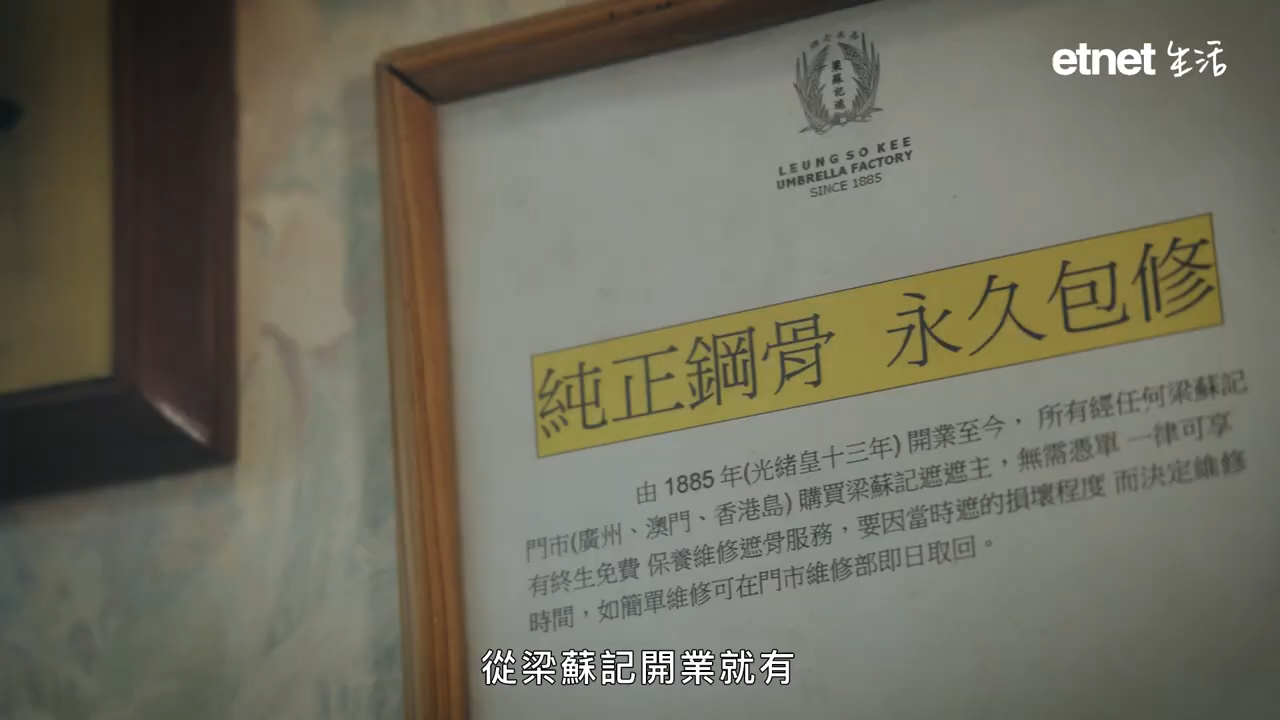 etnet 生活
梁蘇記遮
LEUNG SO KEE
UMBRELLA FACTORY
SINCE 1885
純正鋼骨 永久包修
由 1885 年(光緒皇十三年) 開業至今， 所有經任何梁蘇記
門市(廣州、澳門、香港島) 購買梁蘇記遮遮主，無需憑單 一律可享
有終生免費 保養維修遮骨服務，要因當時遮的損壞程度 而決定維修
時間，如簡單維修可在門市維修部即日取回。
從梁蘇記開業就有